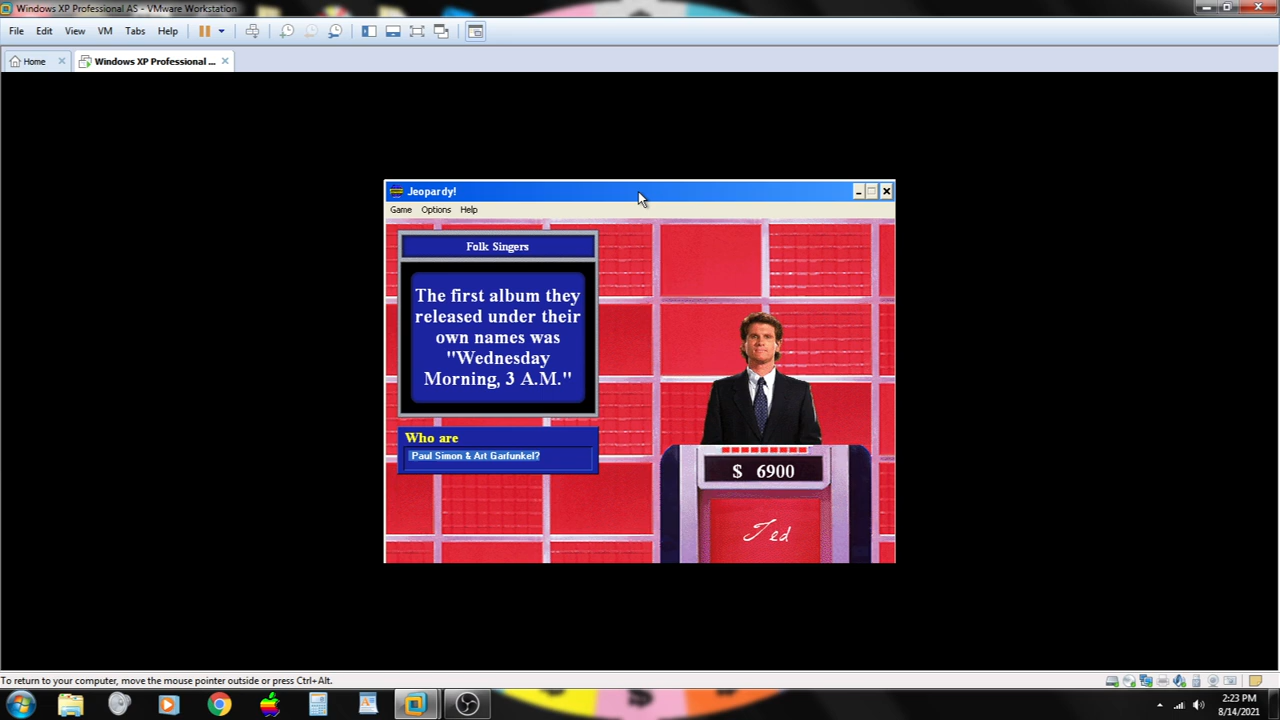 Windows XP Professional AS - VMware Workstation
File Edit View VM Tabs Help
Home Windows XP Professional ...
Jeopardy!
Game Options Help
Folk Singers
The first album they
released under their
own names was
"Wednesday
Morning, 3 A.M."
Who are
Paul Simon & Art Garfunkel?
$ 6900
Ted
To return to your computer, move the mouse pointer outside or press Ctrl+Alt.
2:23 PM
8/14/2021